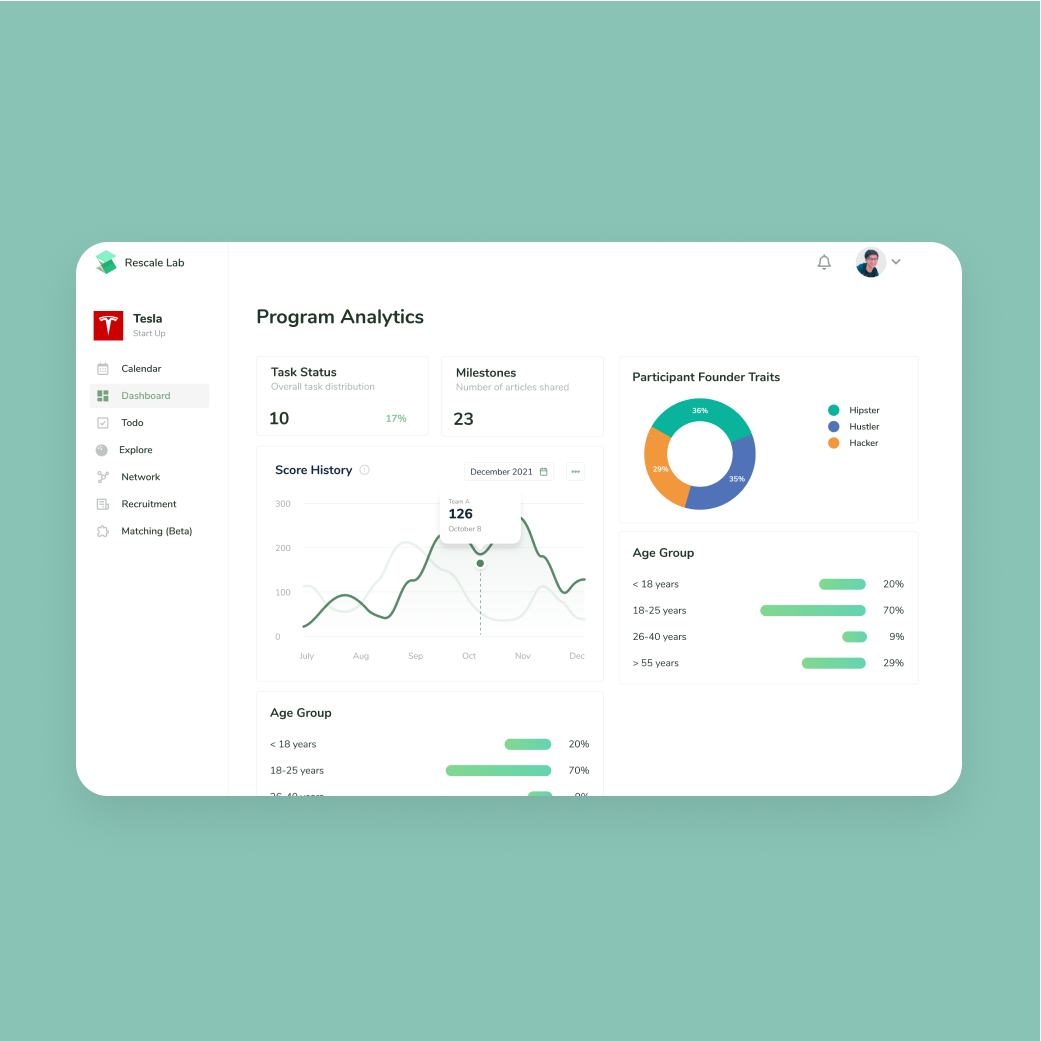 Rescale Lab
Tesla
Start Up
Calendar
Dashboard
Todo
Explore
Network
Recruitment
Matching (Beta)
Program Analytics
Task Status
Overall task distribution
10
17%
Milestones
Number of articles shared
23
Score History
December 2021
300
200
100
0
Team A
126
October 8
July Aug Sep Oct Nov Dec
Age Group
< 18 years 20%
18-25 years 70%
26-40 years 9%
Participant Founder Traits
36%
29%
35%
Hipster
Hustler
Hacker
Age Group
< 18 years 20%
18-25 years 70%
26-40 years 9%
> 55 years 29%